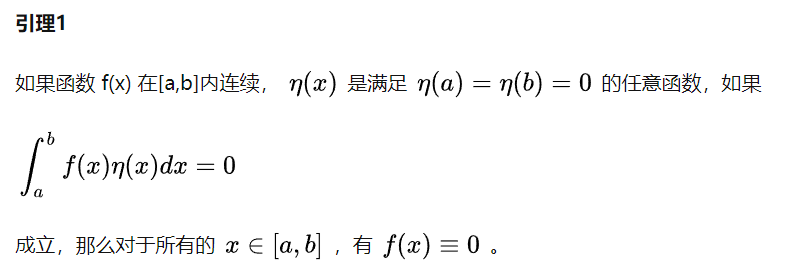 引理1
如果函数 f(x) 在[a,b]内连续， η(x) 是满足 η(a) = η(b) = 0 的任意函数，如果
∫_a^b f(x)η(x)dx = 0
成立，那么对于所有的 x ∈ [a, b] ，有 f(x) ≡ 0 。